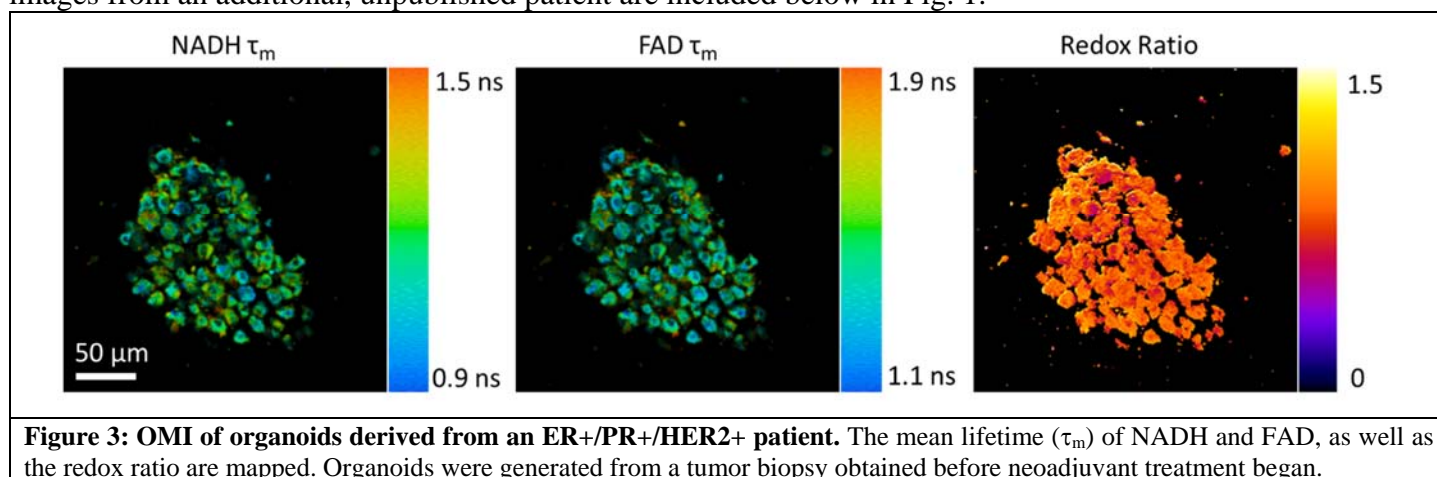 images from an additional, unpublished patient are included below in Fig. 1.
NADH τm
FAD τm
Redox Ratio
1.5 ns
1.9 ns
1.5
50 μm
0.9 ns
1.1 ns
0
Figure 3: OMI of organoids derived from an ER+/PR+/HER2+ patient. The mean lifetime (τm) of NADH and FAD, as well as
the redox ratio are mapped. Organoids were generated from a tumor biopsy obtained before neoadjuvant treatment began.